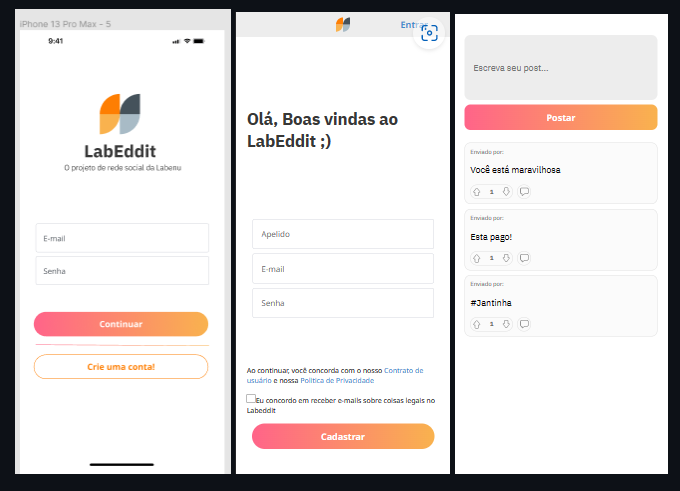 iPhone 13 Pro Max - 5
9:41
LabEddit
O projeto de rede social da Labenu
E-mail
Senha
Continuar
Crie uma conta!
Entrar
Olá, Boas vindas ao
LabEddit ;)
Apelido
E-mail
Senha
Ao continuar, você concorda com o nosso Contrato de
usuário e nossa Política de Privacidade
Eu concordo em receber e-mails sobre coisas legais no
Labeddit
Cadastrar
Escreva seu post...
Postar
Enviado por:
Você está maravilhosa
1
Enviado por:
Esta pago!
1
Enviado por:
#Jantinha
1